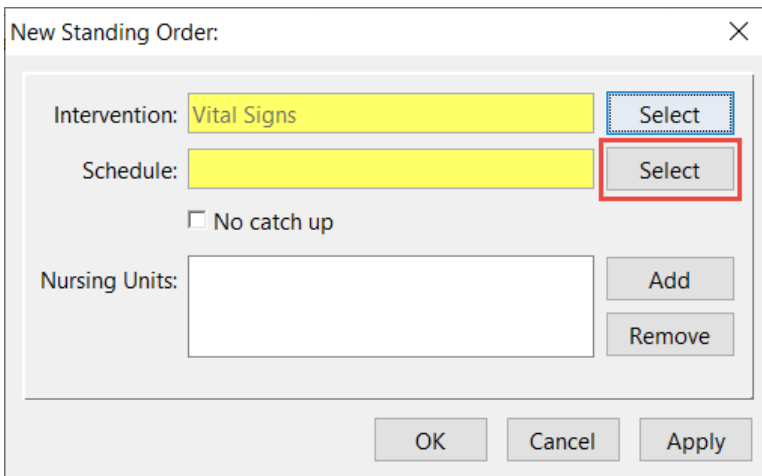 New Standing Order:
Intervention: Vital Signs Select
Schedule: Select
No catch up
Nursing Units: Add
Remove
OK Cancel Apply